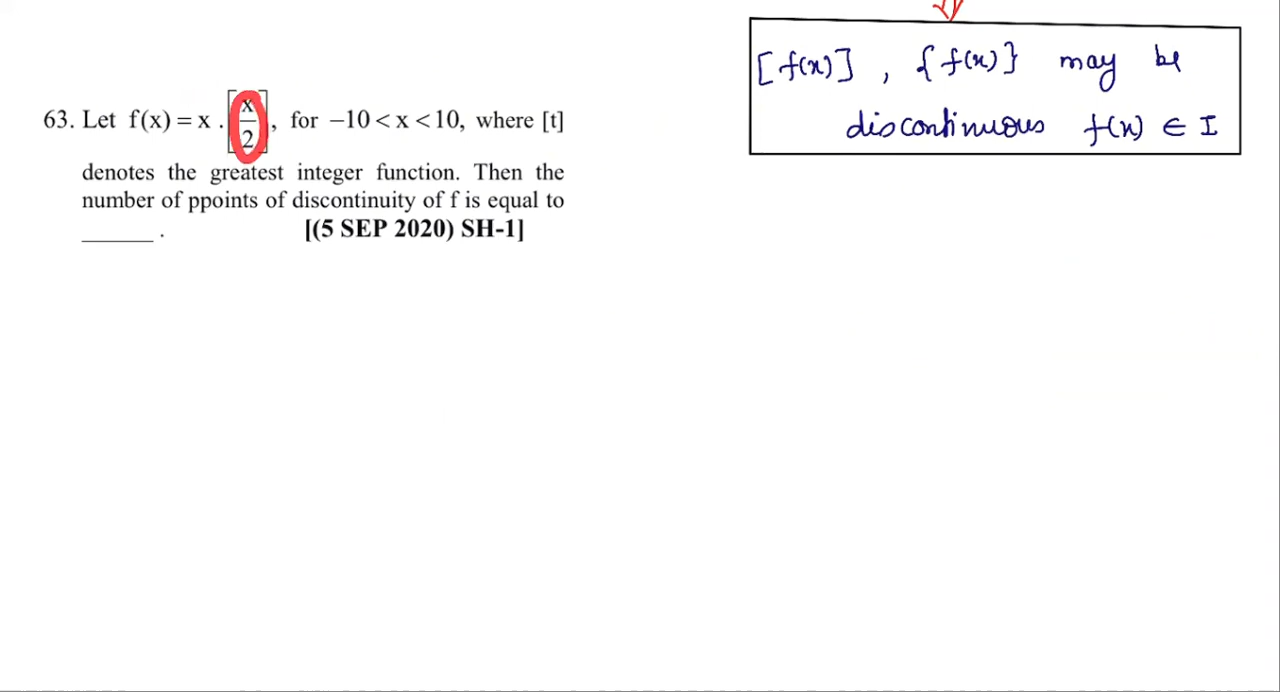 63. Let f(x) = x . [x/2], for −10 < x < 10, where [t]
denotes the greatest integer function. Then the
number of ppoints of discontinuity of f is equal to
______ . [(5 SEP 2020) SH-1]
[f(x)] , {f(x)} may be
discontinuous f(x) ∈ I